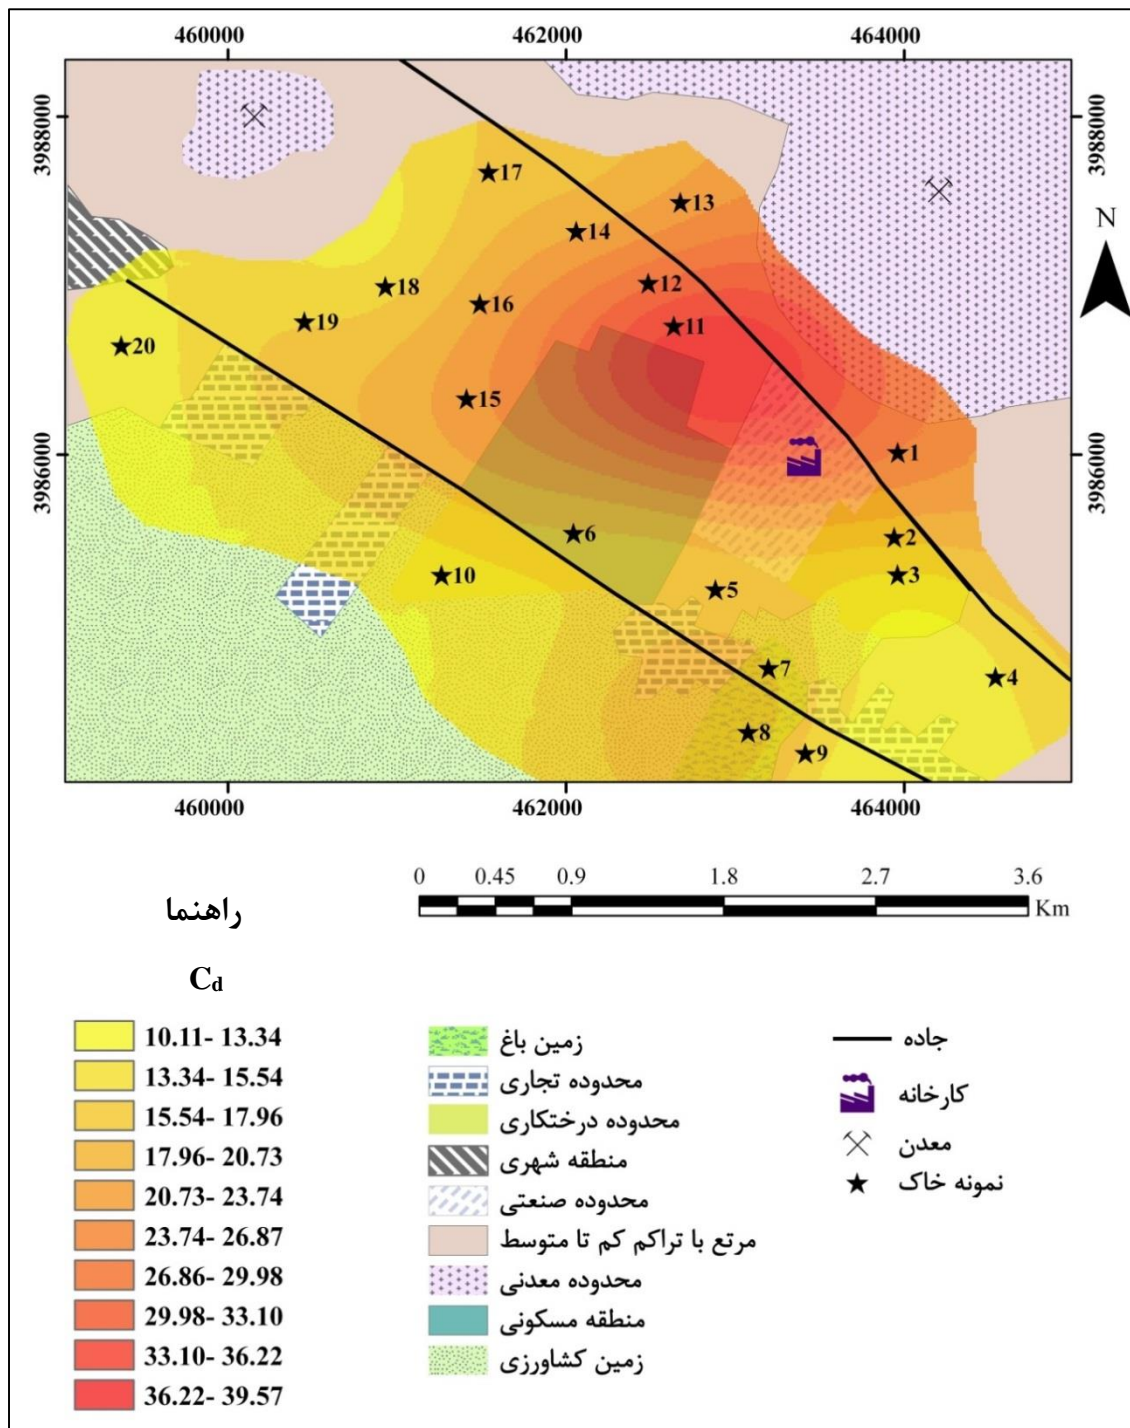 460000 462000 464000
3988000 3988000
N
17
13
14
12
18
16
11
19
20
15
1
3986000 3986000
6
2
10
3
5
7
4
8
9
460000 462000 464000
0 0.45 0.9 1.8 2.7 3.6
Km
راهنما
Cd
10.11- 13.34
13.34- 15.54
15.54- 17.96
17.96- 20.73
20.73- 23.74
23.74- 26.87
26.86- 29.98
29.98- 33.10
33.10- 36.22
36.22- 39.57
زمین باغ
محدوده تجاری
محدوده درختکاری
منطقه شهری
محدوده صنعتی
مرتع با تراکم کم تا متوسط
محدوده معدنی
منطقه مسکونی
زمین کشاورزی
جاده
کارخانه
معدن
نمونه خاک